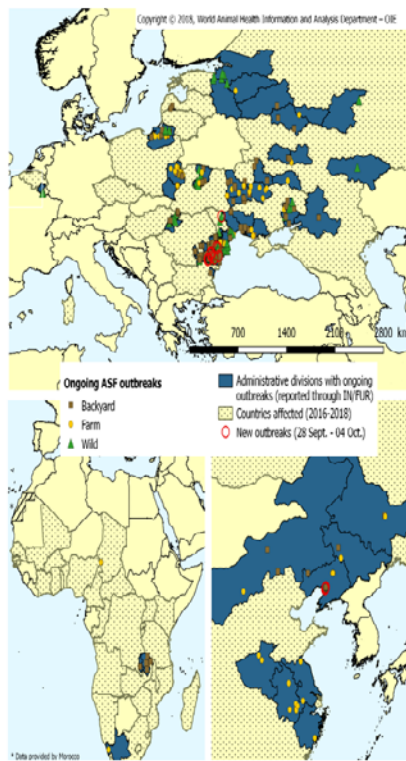 Copyright © 2018, World Animal Health Information and Analysis Department – OIE
700 1400 2100 2800 km
Ongoing ASF outbreaks
Backyard
Farm
Wild
Administrative divisions with ongoing
outbreaks (reported through IN/FUR)
Countries affected (2016-2018)
New outbreaks (28 Sept. - 04 Oct.)
* Data provided by Morocco